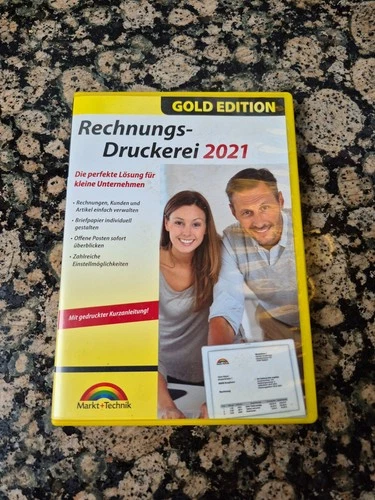 GOLD EDITION
Rechnungs-
Druckerei 2021
Die perfekte Lösung für
kleine Unternehmen
• Rechnungen, Kunden und
Artikel einfach verwalten
• Briefpapier individuell
gestalten
• Offene Posten sofort
überblicken
• Zahlreiche
Einstellmöglichkeiten
Mit gedruckter Kurzanleitung!
Markt+Technik